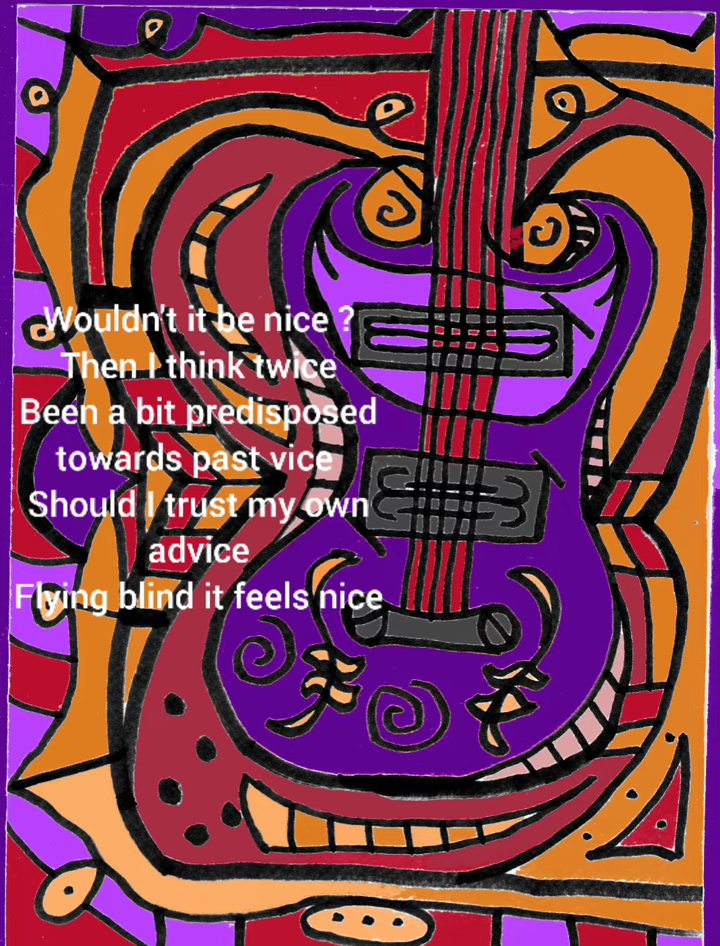 Wouldn't it be nice ?
Then I think twice
Been a bit predisposed
towards past vice
Should I trust my own
advice
Flying blind it feels nice